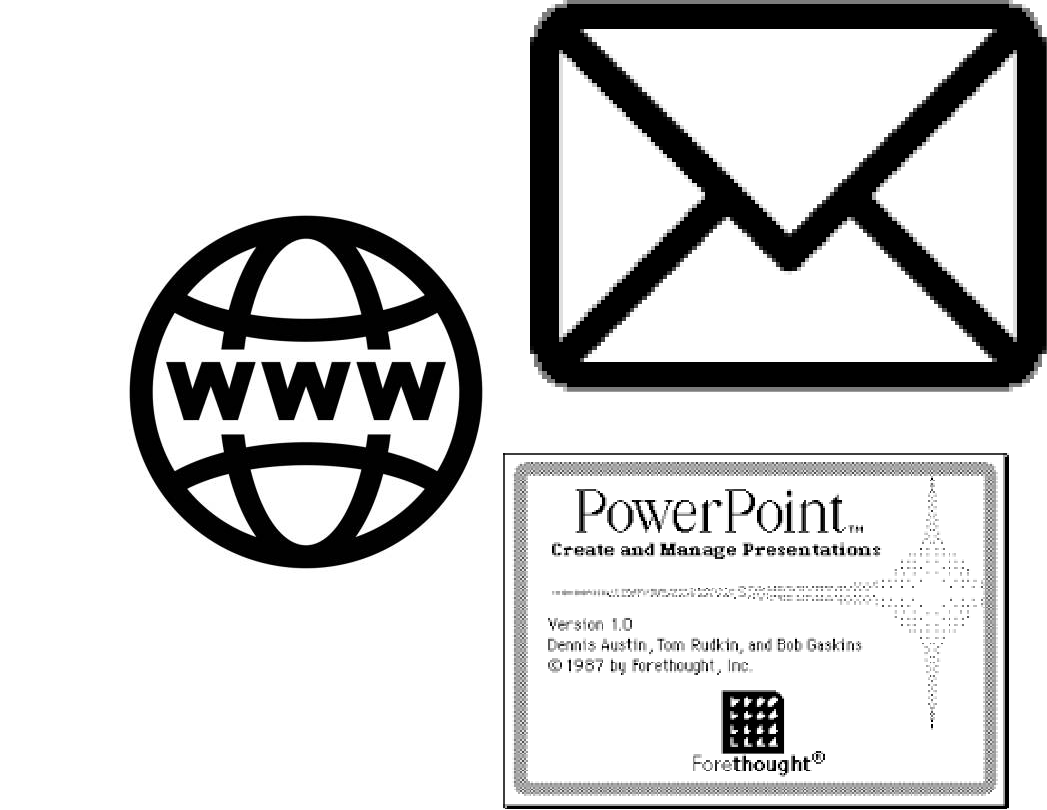 WWW
PowerPoint™
Create and Manage Presentations
Version 1.0
Dennis Austin, Tom Rudkin, and Bob Gaskins
©1987 by Forethought, Inc.
Forethought®